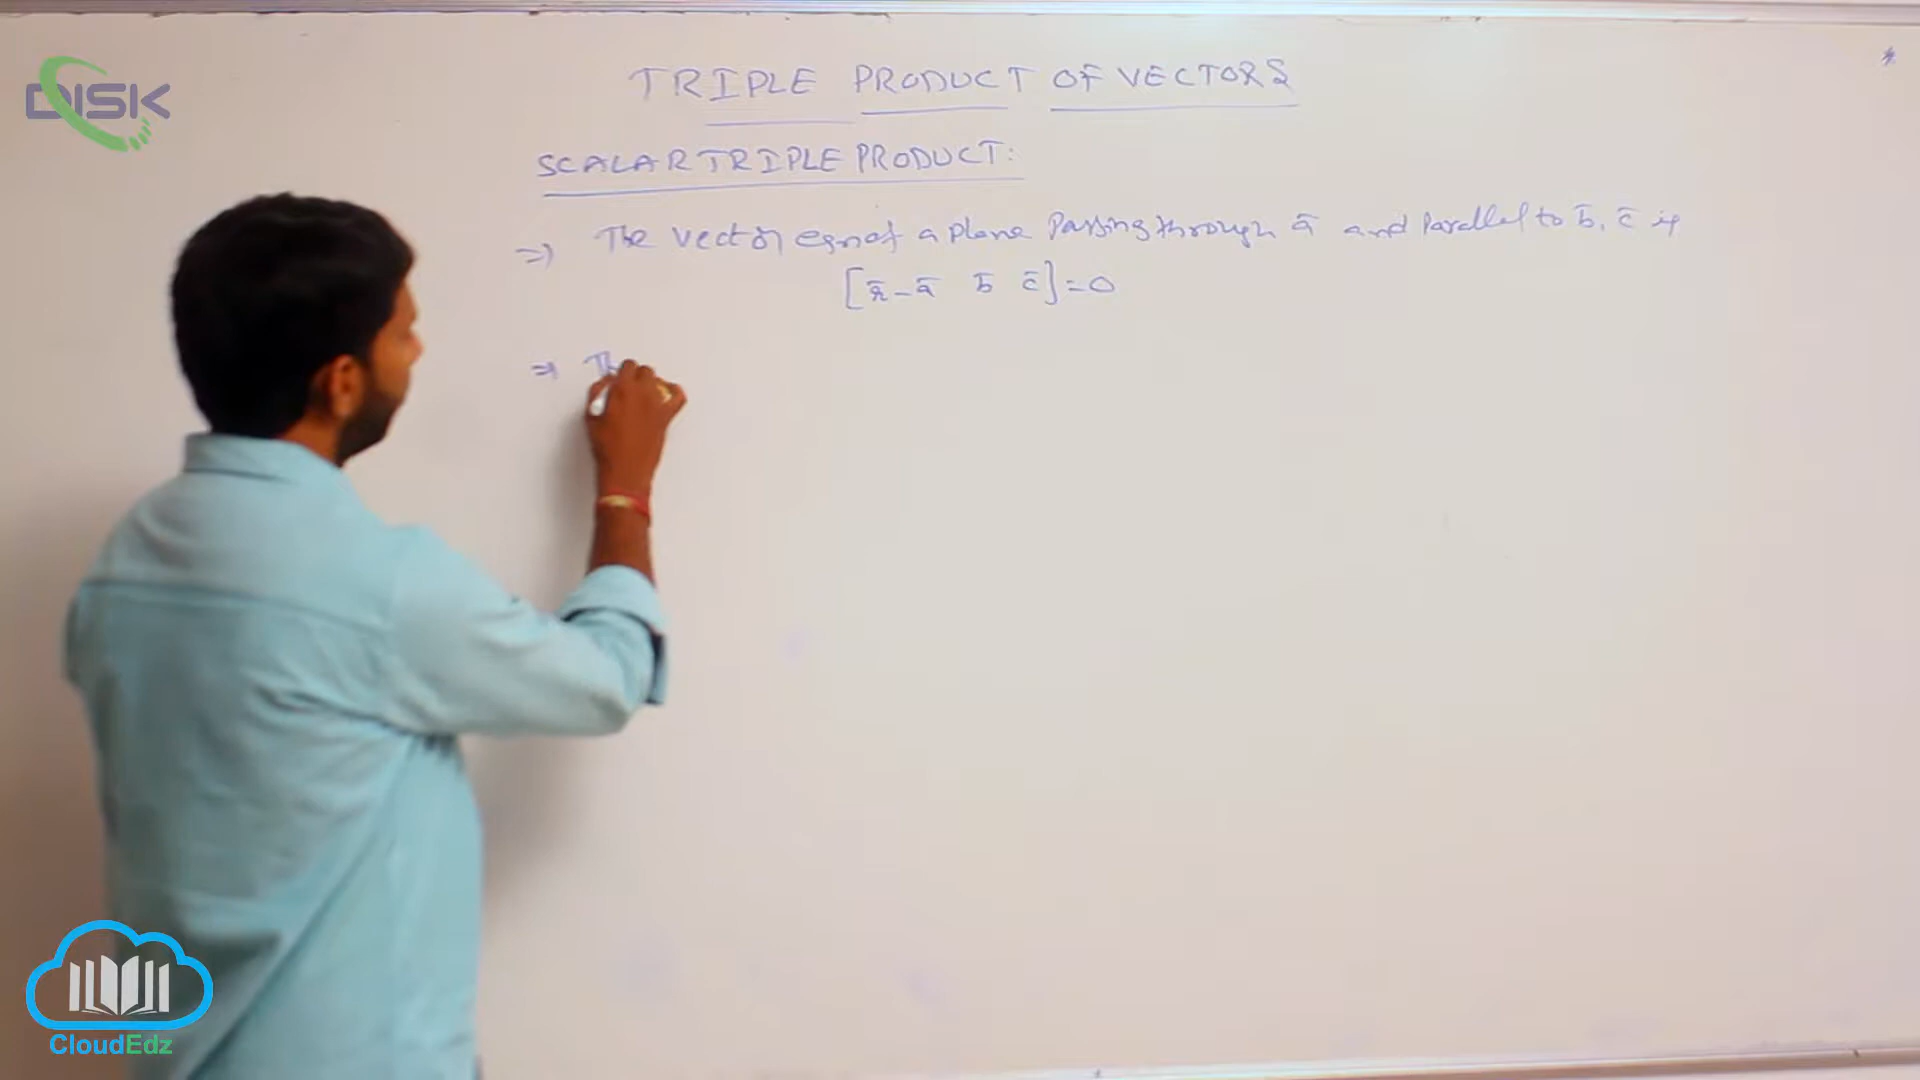 DISK
TRIPLE PRODUCT OF VECTORS
SCALAR TRIPLE PRODUCT:
⇒ The Vector eqn of a plane Passing through a̅ and Parallel to b̅, c̅ is
[r̅-a̅ b̅ c̅]=0
⇒ Th
CloudEdz